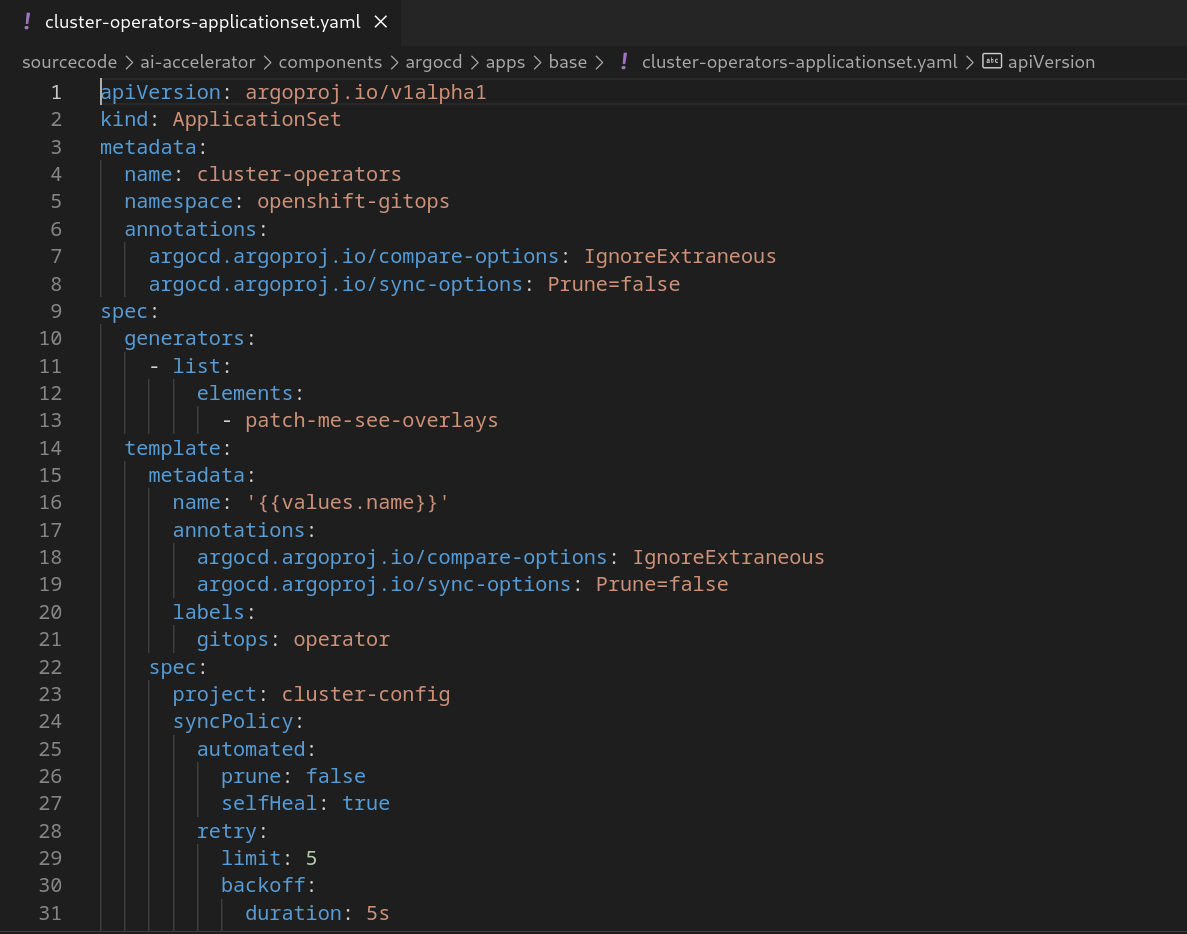 ! cluster-operators-applicationset.yaml ×
sourcecode > ai-accelerator > components > argocd > apps > base > ! cluster-operators-applicationset.yaml > abc apiVersion
1 apiVersion: argoproj.io/v1alpha1
2 kind: ApplicationSet
3 metadata:
4   name: cluster-operators
5   namespace: openshift-gitops
6   annotations:
7     argocd.argoproj.io/compare-options: IgnoreExtraneous
8     argocd.argoproj.io/sync-options: Prune=false
9 spec:
10   generators:
11     - list:
12         elements:
13           - patch-me-see-overlays
14   template:
15     metadata:
16       name: '{{values.name}}'
17       annotations:
18         argocd.argoproj.io/compare-options: IgnoreExtraneous
19         argocd.argoproj.io/sync-options: Prune=false
20       labels:
21         gitops: operator
22     spec:
23       project: cluster-config
24       syncPolicy:
25         automated:
26           prune: false
27           selfHeal: true
28         retry:
29           limit: 5
30           backoff:
31             duration: 5s